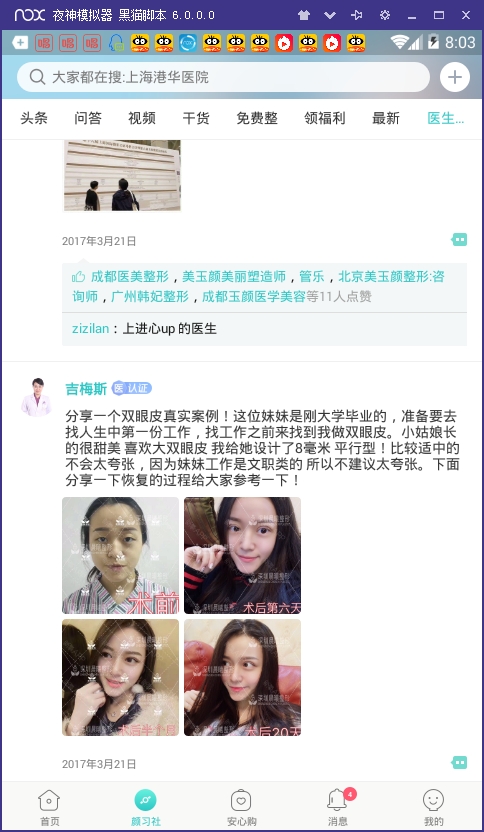 nox 夜神模拟器 黑猫脚本 6.0.0.0
8:03
大家都在搜:上海港华医院
头条 问答 视频 干货 免费整 领福利 最新 医生...
2017年3月21日
成都医美整形，美玉颜美丽塑造师，管乐，北京美玉颜整形:咨
询师，广州韩妃整形，成都玉颜医学美容等11人点赞
zizilan：上进心up 的医生
吉梅斯 医 认证
分享一个双眼皮真实案例！这位妹妹是刚大学毕业的，准备要去
找人生中第一份工作，找工作之前来找到我做双眼皮。小姑娘长
的很甜美 喜欢大双眼皮 我给她设计了8毫米 平行型！比较适中的
不会太夸张，因为妹妹工作是文职类的 所以不建议太夸张。下面
分享一下恢复的过程给大家参考一下！
术前
术后第六天
术后半个月
术后20天
2017年3月21日
4
首页 颜习社 安心购 消息 我的